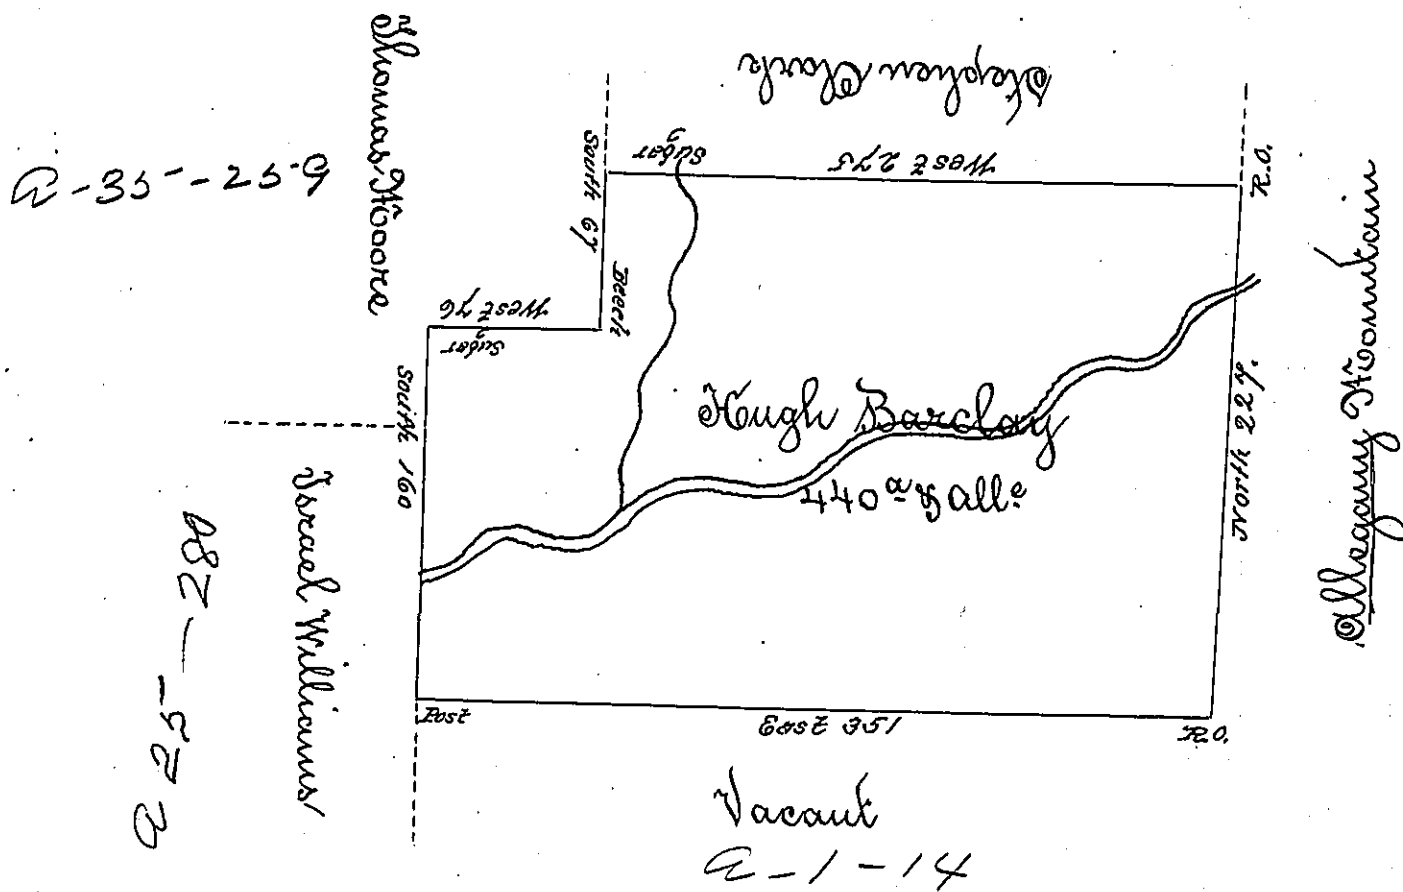 Stephen Clark
Thomas Moore
A-35-259
Sugar
West 275
South 67
R.O.
Beech
West 76
Sugar
Allegany Mountain
South 160
Hugh Barclay
440 a & All.e
North 227.
Israel Williams
A 25-280
Post
East 351
R.O.
Vacant
A-1-14